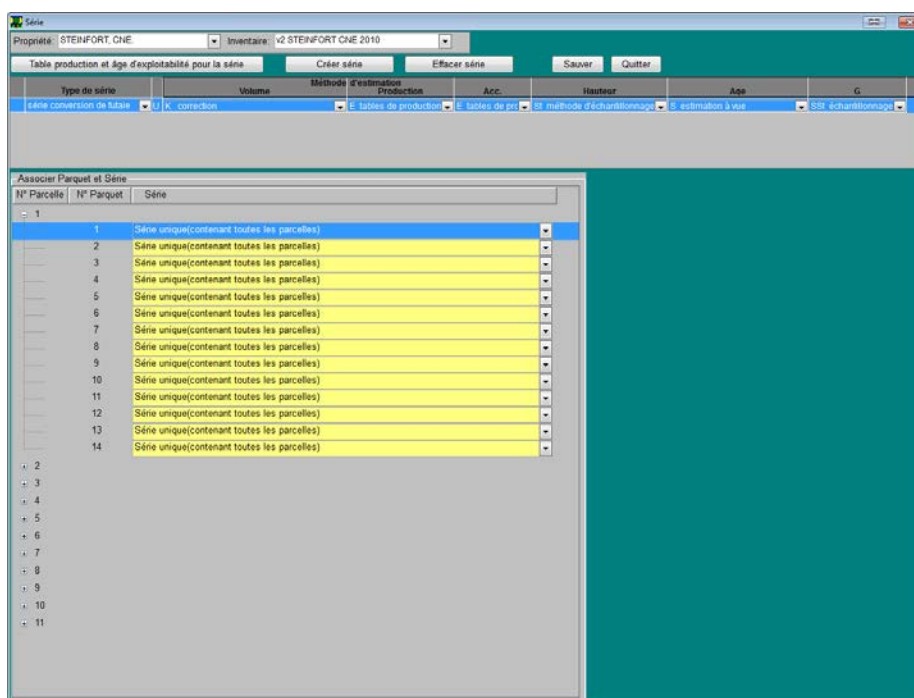 Série
Propriété: STEINFORT, CNE. Inventaire: v2 STEINFORT CNE 2010
Table production et âge d'exploitabilité pour la série Créer série Effacer série Sauver Quitter
Méthode d'estimation
Type de série Volume Production Acc. Hauteur Age G
série conversion de futaie U K correction E tables de production E tables de pro St méthode d'échantillonnage S estimation à vue SSt échantillonnage
Associer Parquet et Série
N° Parcelle N° Parquet Série
1
1 Série unique(contenant toutes les parcelles)
2 Série unique(contenant toutes les parcelles)
3 Série unique(contenant toutes les parcelles)
4 Série unique(contenant toutes les parcelles)
5 Série unique(contenant toutes les parcelles)
6 Série unique(contenant toutes les parcelles)
7 Série unique(contenant toutes les parcelles)
8 Série unique(contenant toutes les parcelles)
9 Série unique(contenant toutes les parcelles)
10 Série unique(contenant toutes les parcelles)
11 Série unique(contenant toutes les parcelles)
12 Série unique(contenant toutes les parcelles)
13 Série unique(contenant toutes les parcelles)
14 Série unique(contenant toutes les parcelles)
2
3
4
5
6
7
8
9
10
11